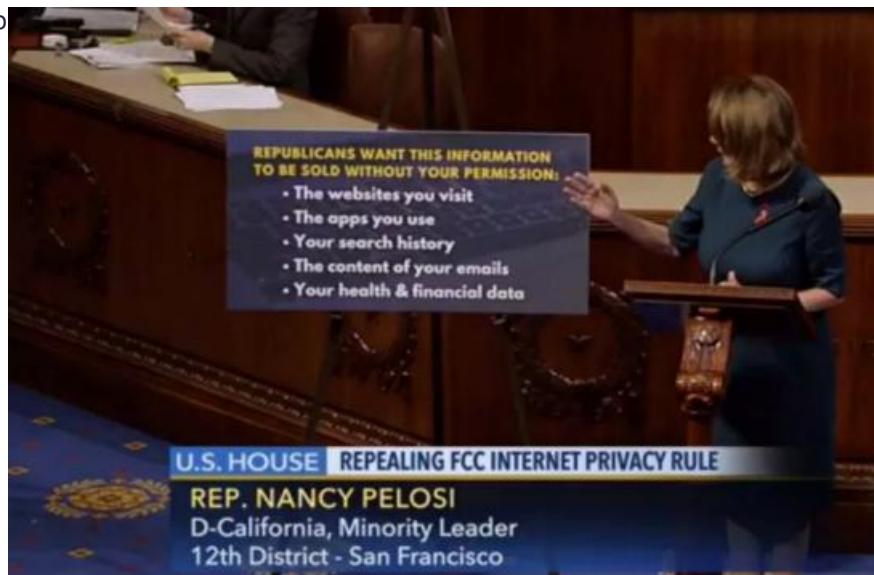 REPUBLICANS WANT THIS INFORMATION
TO BE SOLD WITHOUT YOUR PERMISSION:
• The websites you visit
• The apps you use
• Your search history
• The content of your emails
• Your health & financial data
U.S. HOUSE REPEALING FCC INTERNET PRIVACY RULE
REP. NANCY PELOSI
D-California, Minority Leader
12th District - San Francisco